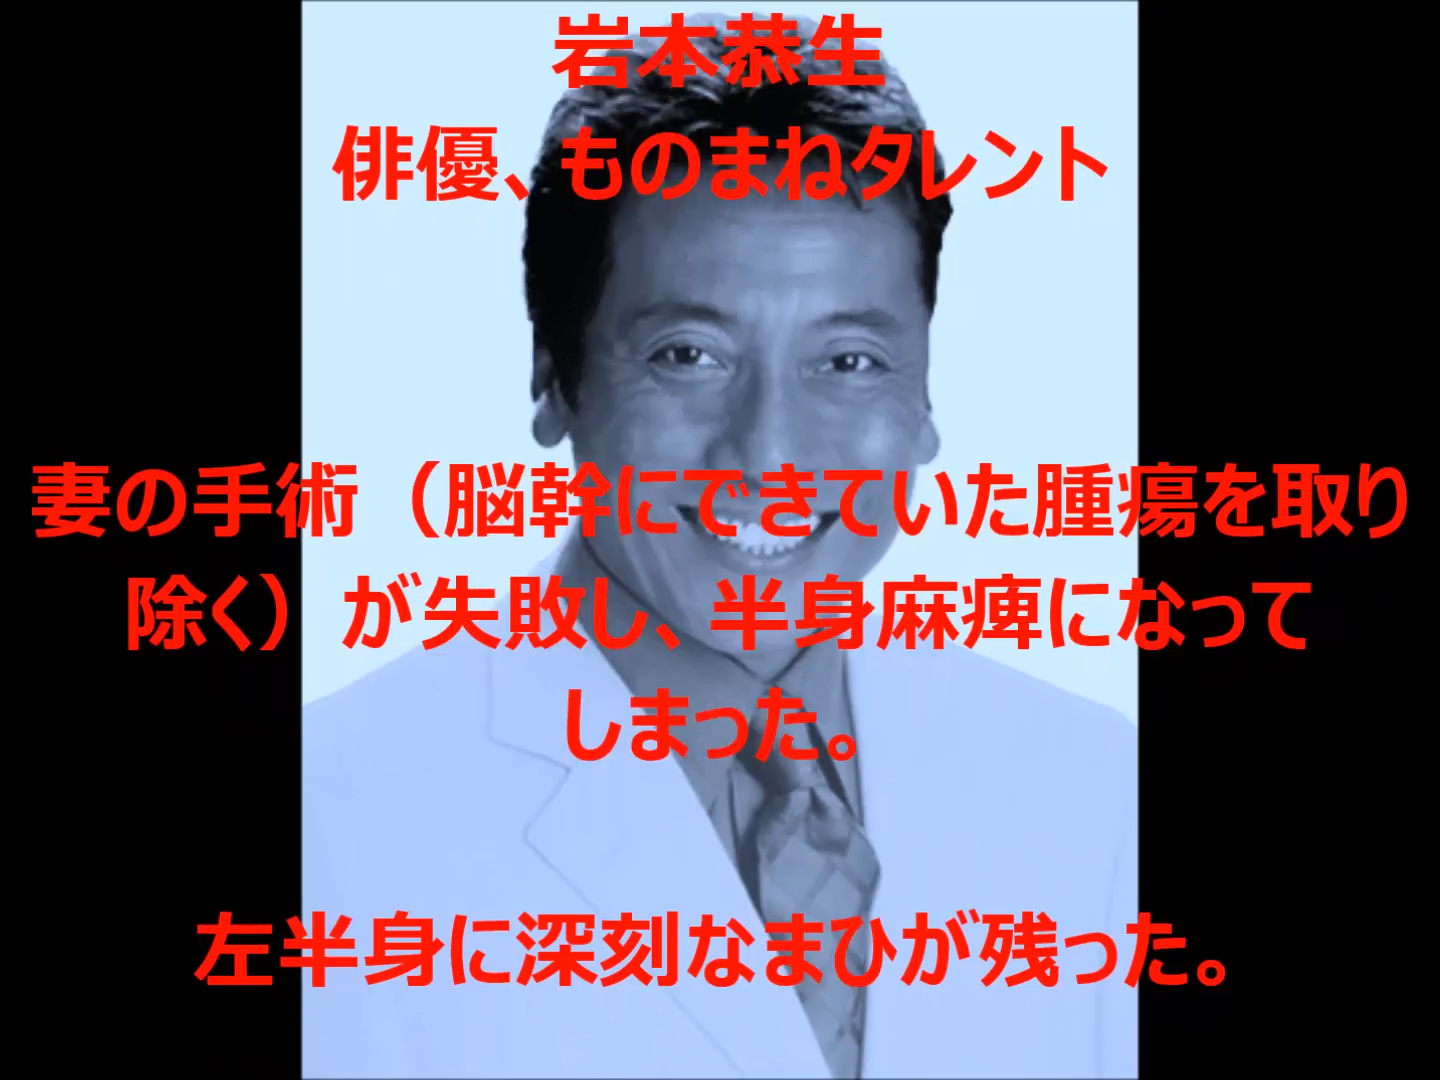 岩本恭生
俳優、ものまねタレント
妻の手術（脳幹にできていた腫瘍を取り
除く）が失敗し、半身麻痺になって
しまった。
左半身に深刻なまひが残った。